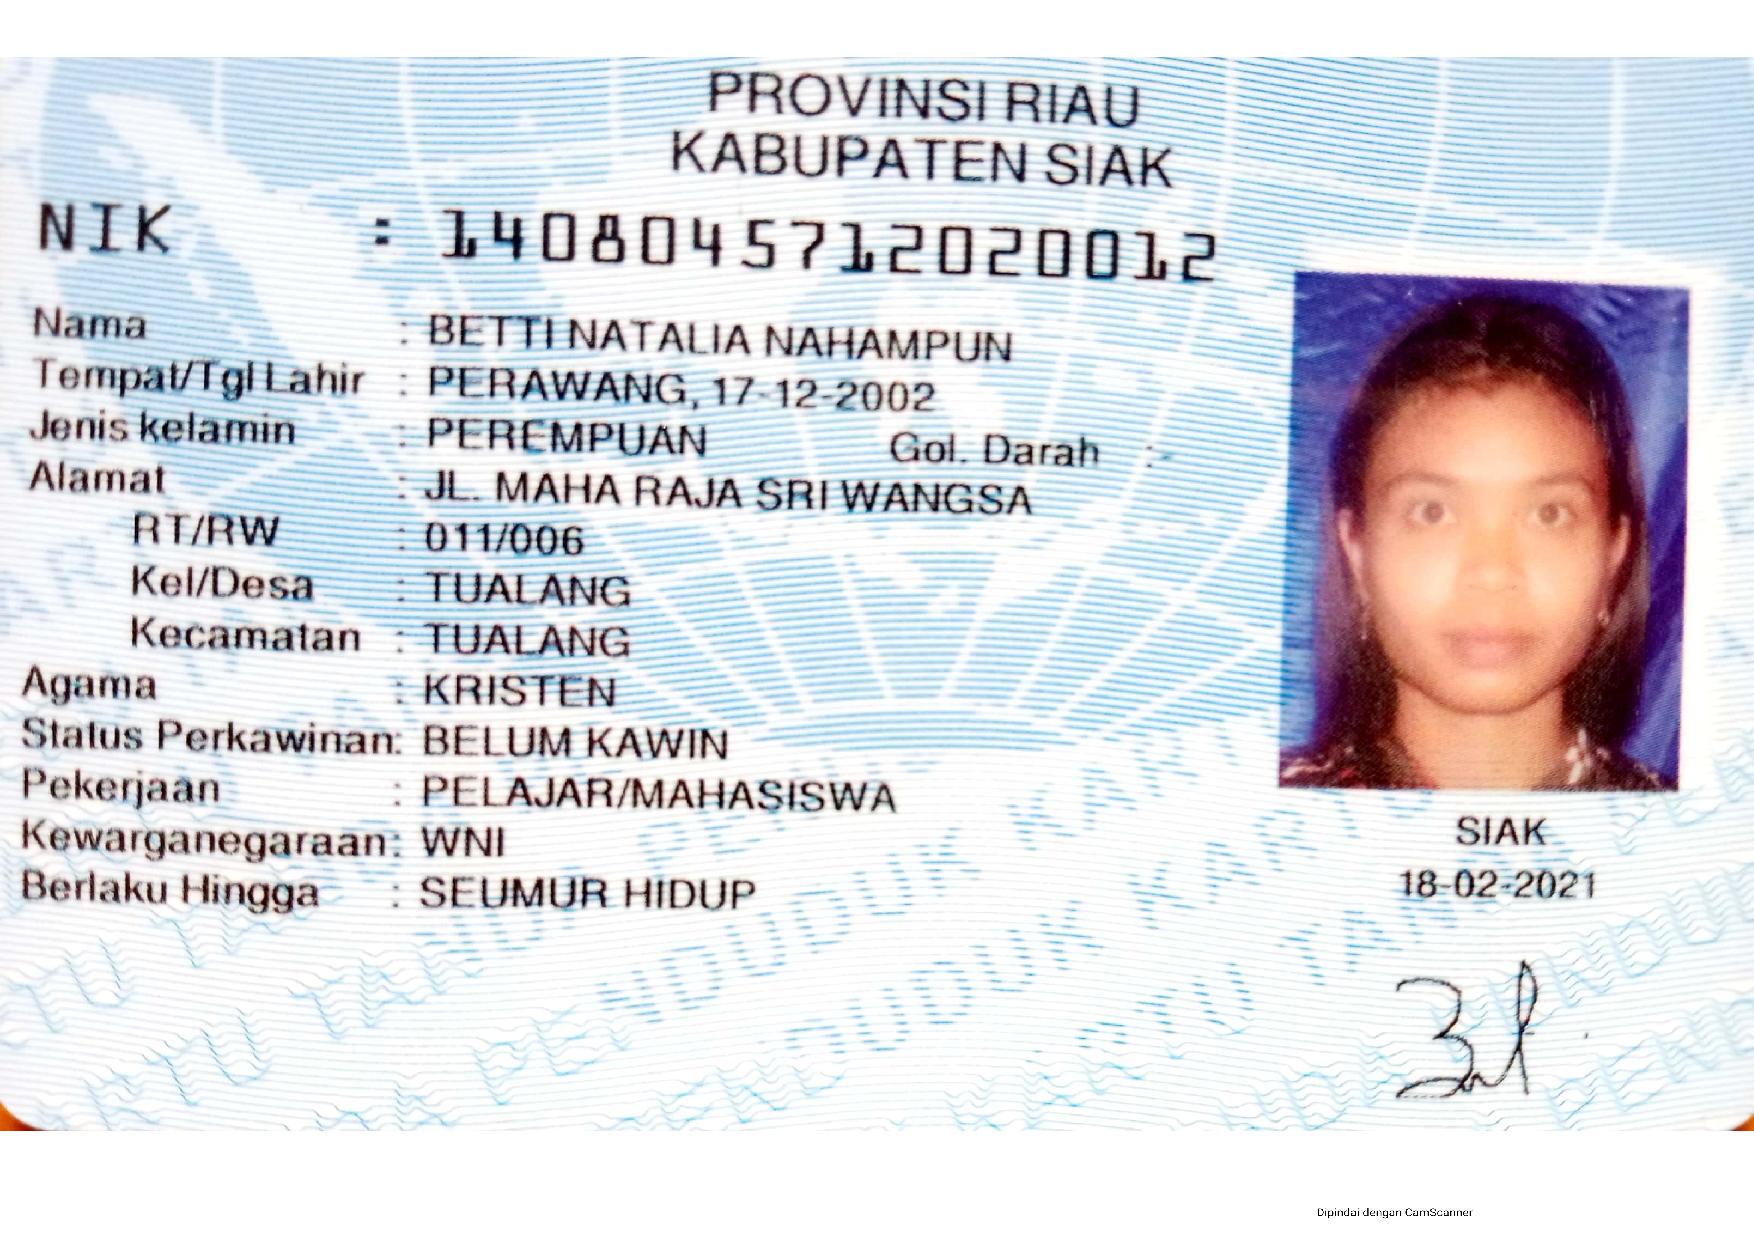 PROVINSI RIAU
KABUPATEN SIAK
NIK : 1408045712020012
Nama : BETTI NATALIA NAHAMPUN
Tempat/Tgl Lahir : PERAWANG, 17-12-2002
Jenis kelamin : PEREMPUAN Gol. Darah :-
Alamat : JL. MAHA RAJA SRI WANGSA
RT/RW : 011/006
Kel/Desa : TUALANG
Kecamatan : TUALANG
Agama : KRISTEN
Status Perkawinan: BELUM KAWIN
Pekerjaan : PELAJAR/MAHASISWA
Kewarganegaraan: WNI
Berlaku Hingga : SEUMUR HIDUP
SIAK
18-02-2021
Dipindai dengan CamScanner